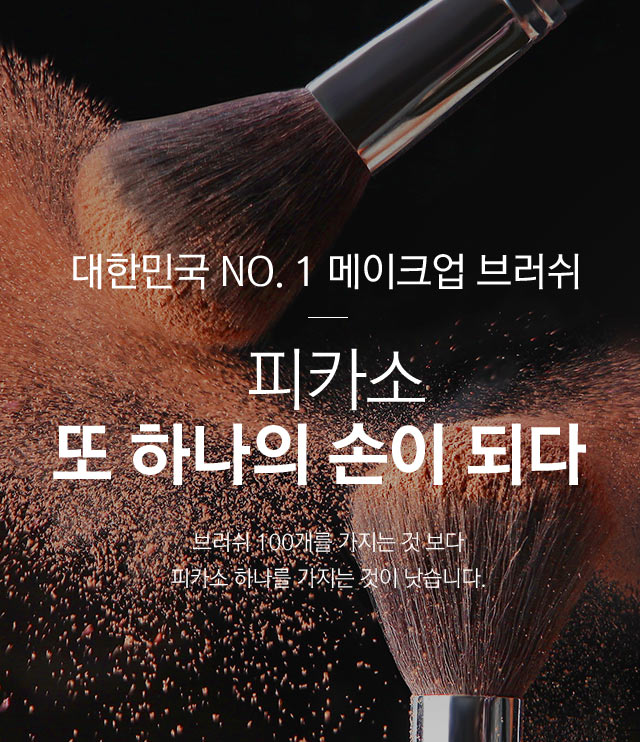 대한민국 NO. 1 메이크업 브러쉬
피카소
또 하나의 손이 되다
브러쉬 100개를 가지는 것 보다
피카소 하나를 가지는 것이 낫습니다.